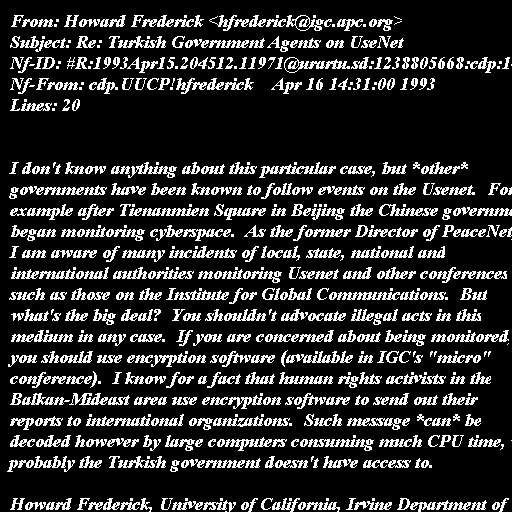 From: Howard Frederick <hfrederick@igc.apc.org>
Subject: Re: Turkish Government Agents on UseNet
Nf-ID: #R:1993Apr15.204512.11971@urartu.sd:1238805668:cdp:1
Nf-From: cdp.UUCP!hfrederick    Apr 16 14:31:00 1993
Lines: 20

I don't know anything about this particular case, but *other*
governments have been known to follow events on the Usenet.  For
example after Tienanmien Square in Beijing the Chinese governm
began monitoring cyberspace.  As the former Director of PeaceNet
I am aware of many incidents of local, state, national and
international authorities monitoring Usenet and other conferences
such as those on the Institute for Global Communications.  But
what's the big deal?  You shouldn't advocate illegal acts in this
medium in any case.  If you are concerned about being monitored,
you should use encyrption software (available in IGC's "micro"
conference).  I know for a fact that human rights activists in the
Balkan-Mideast area use encryption software to send out their
reports to international organizations.  Such message *can* be
decoded however by large computers consuming much CPU time,
probably the Turkish government doesn't have access to.

Howard Frederick, University of California, Irvine Department of